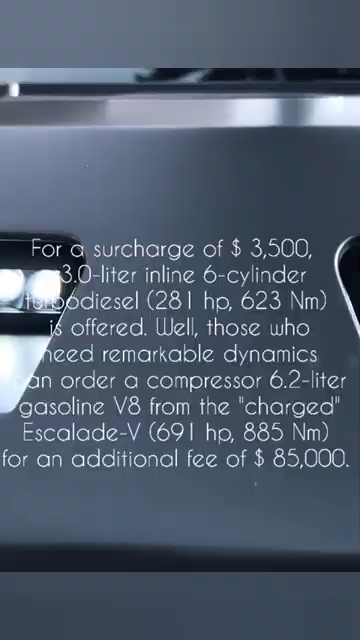 For a surcharge of $ 3,500,
3.0-liter inline 6-cylinder
turbodiesel (281 hp, 623 Nm)
is offered. Well, those who
need remarkable dynamics
can order a compressor 6.2-liter
gasoline V8 from the "charged"
Escalade-V (691 hp, 885 Nm)
for an additional fee of $ 85,000.